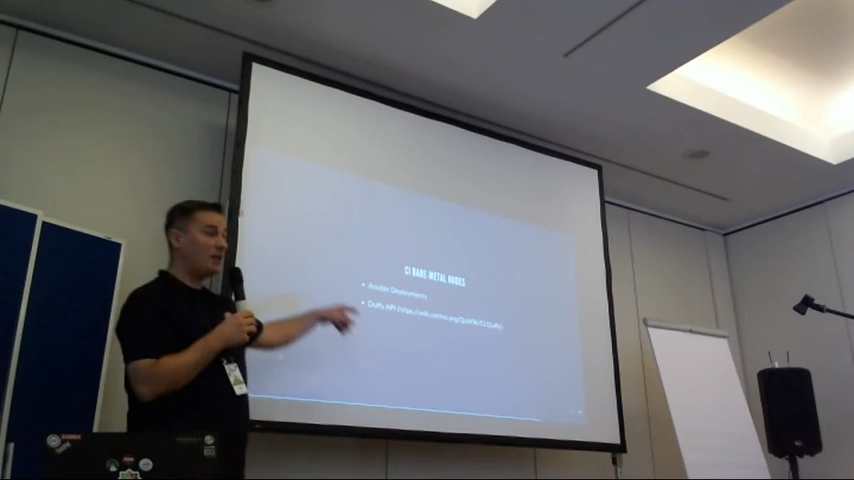 CI BARE METAL NODES
• Ansible Deployments
• Duffy API (https://wiki.centos.org/QaWiki/CI/Duffy)